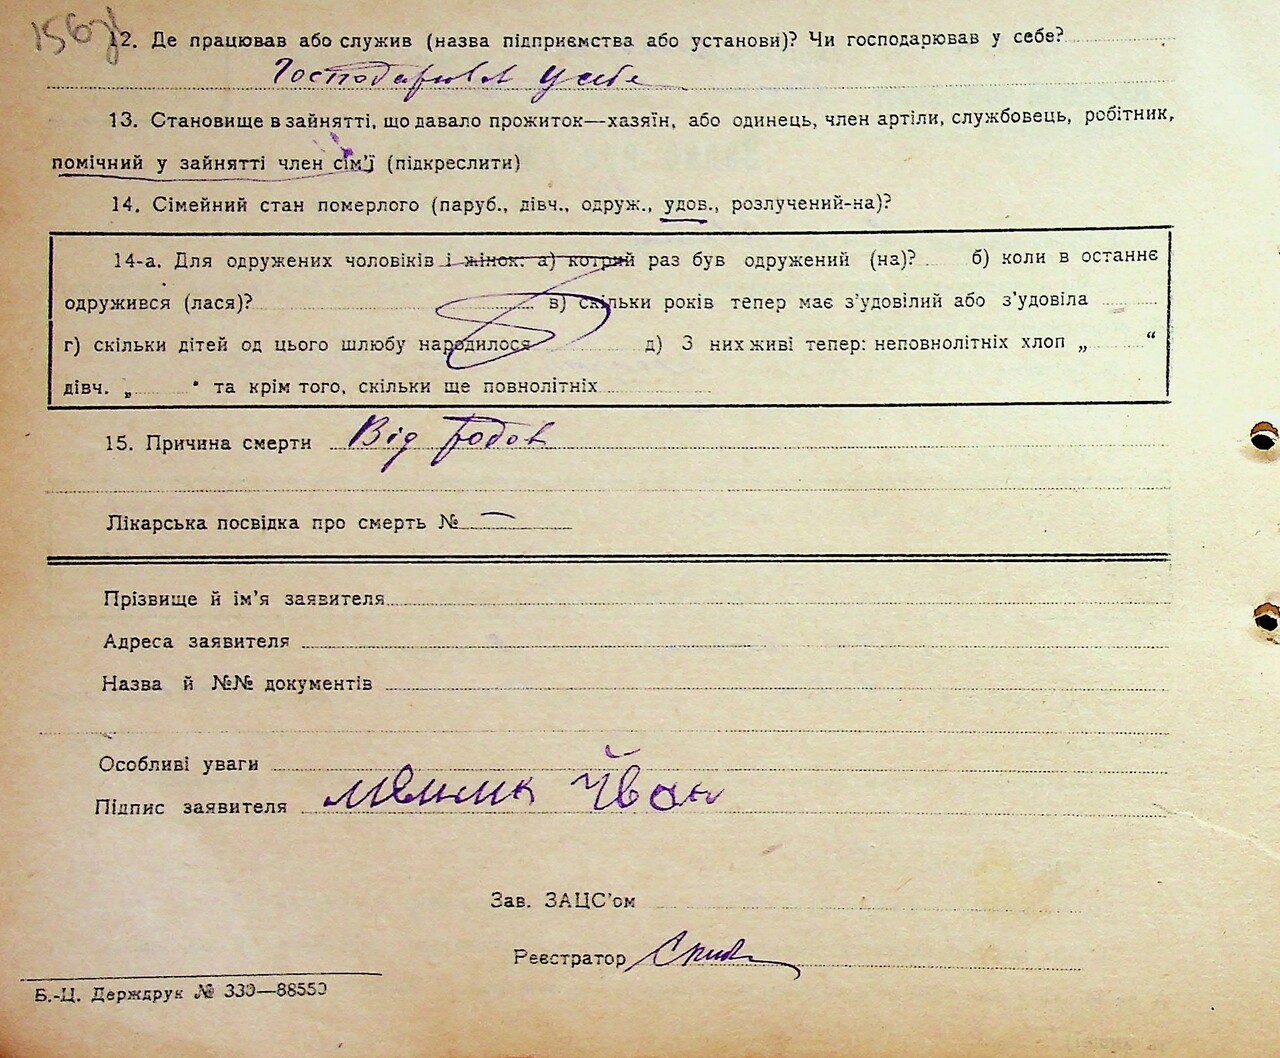 156зв
12. Де працював або служив (назва підприємства або установи)? Чи господарював у себе?
Господарював у себе
13. Становище в зайнятті, що давало прожиток—хазяїн, або одинець, член артіли, службовець, робітник,
помічний у зайнятті член сім'ї (підкреслити)
14. Сімейний стан померлого (паруб., дівч., одруж., удов., розлучений-на)?
14-а. Для одружених чоловіків і жінок: а) котрий раз був одружений (на)? б) коли в останнє
одружився (лася)? в) скільки років тепер має з'удовілий або з'удовіла
г) скільки дітей од цього шлюбу народилося д) З них живі тепер: неповнолітніх хлоп „ “
дівч. „ “ та крім того, скільки ще повнолітніх
15. Причина смерти Від
Лікарська посвідка про смерть № —
Прізвище й ім'я заявителя
Адреса заявителя
Назва й №№ документів
Особливі уваги
Підпис заявителя Йван
Зав. ЗАЦС'ом
Реєстратор
Б.-Ц. Держдрук № 330—88550